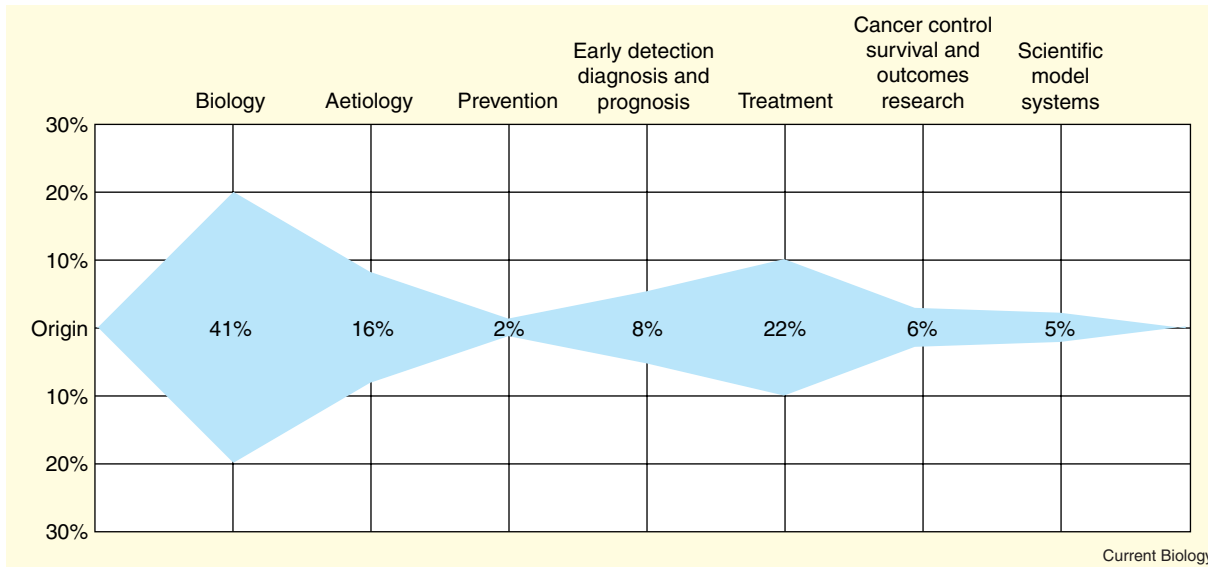 Biology
Aetiology
Prevention
Early detection
diagnosis and
prognosis
Treatment
Cancer control
survival and
outcomes
research
Scientific
model
systems
30%
20%
10%
Origin
10%
20%
30%
41%
16%
2%
8%
22%
6%
5%
Current Biology